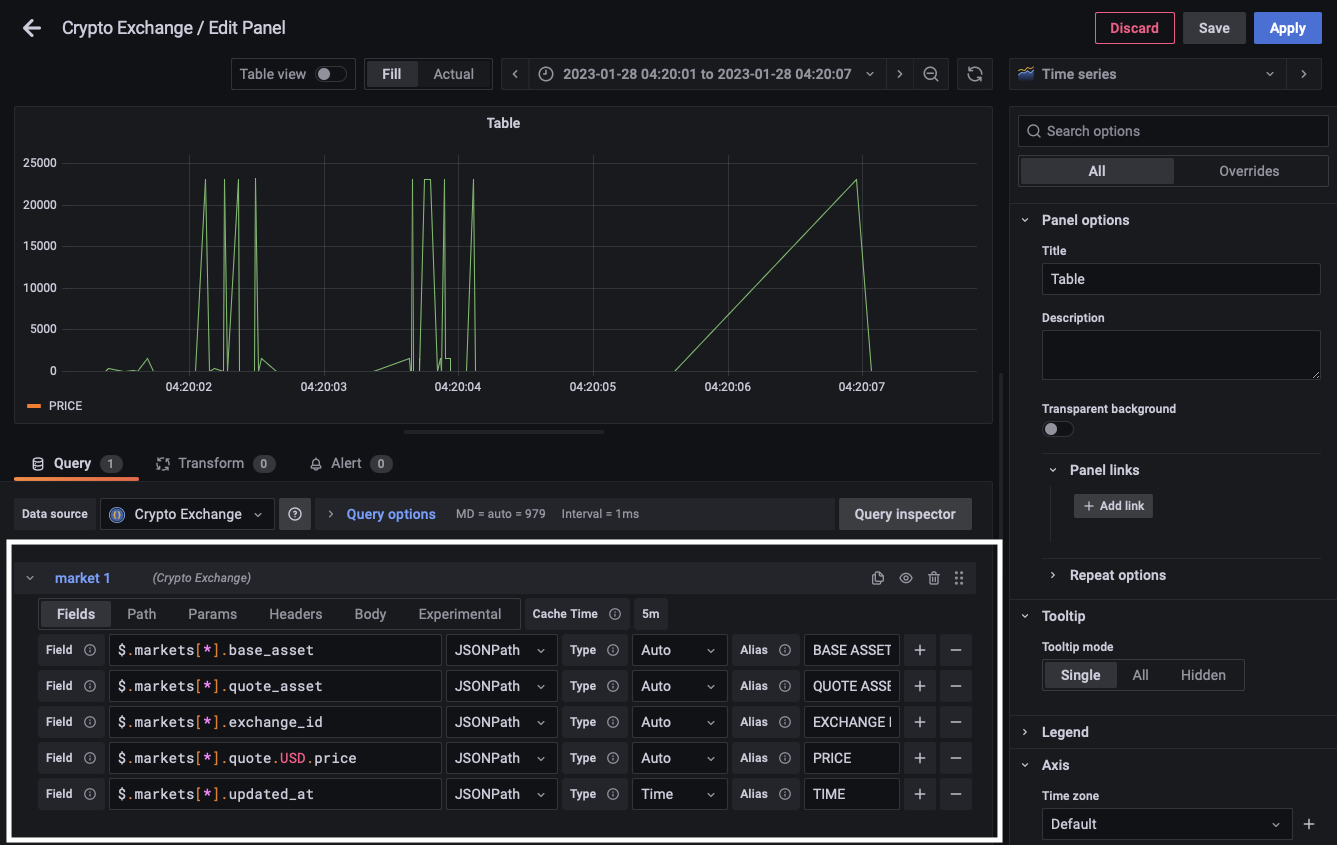 Crypto Exchange / Edit Panel
Discard Save Apply
Table view Fill Actual 2023-01-28 04:20:01 to 2023-01-28 04:20:07 Time series
Table
25000
20000
15000
10000
5000
0
04:20:02 04:20:03 04:20:04 04:20:05 04:20:06 04:20:07
PRICE
Query 1 Transform 0 Alert 0
Data source Crypto Exchange Query options MD = auto = 979 Interval = 1ms Query inspector
market 1 (Crypto Exchange)
Fields Path Params Headers Body Experimental Cache Time 5m
Field $.markets[*].base_asset JSONPath Type Auto Alias BASE ASSET
Field $.markets[*].quote_asset JSONPath Type Auto Alias QUOTE ASSE
Field $.markets[*].exchange_id JSONPath Type Auto Alias EXCHANGE I
Field $.markets[*].quote.USD.price JSONPath Type Auto Alias PRICE
Field $.markets[*].updated_at JSONPath Type Time Alias TIME
Search options
All Overrides
Panel options
Title
Table
Description
Transparent background
Panel links
+ Add link
Repeat options
Tooltip
Tooltip mode
Single All Hidden
Legend
Axis
Time zone
Default